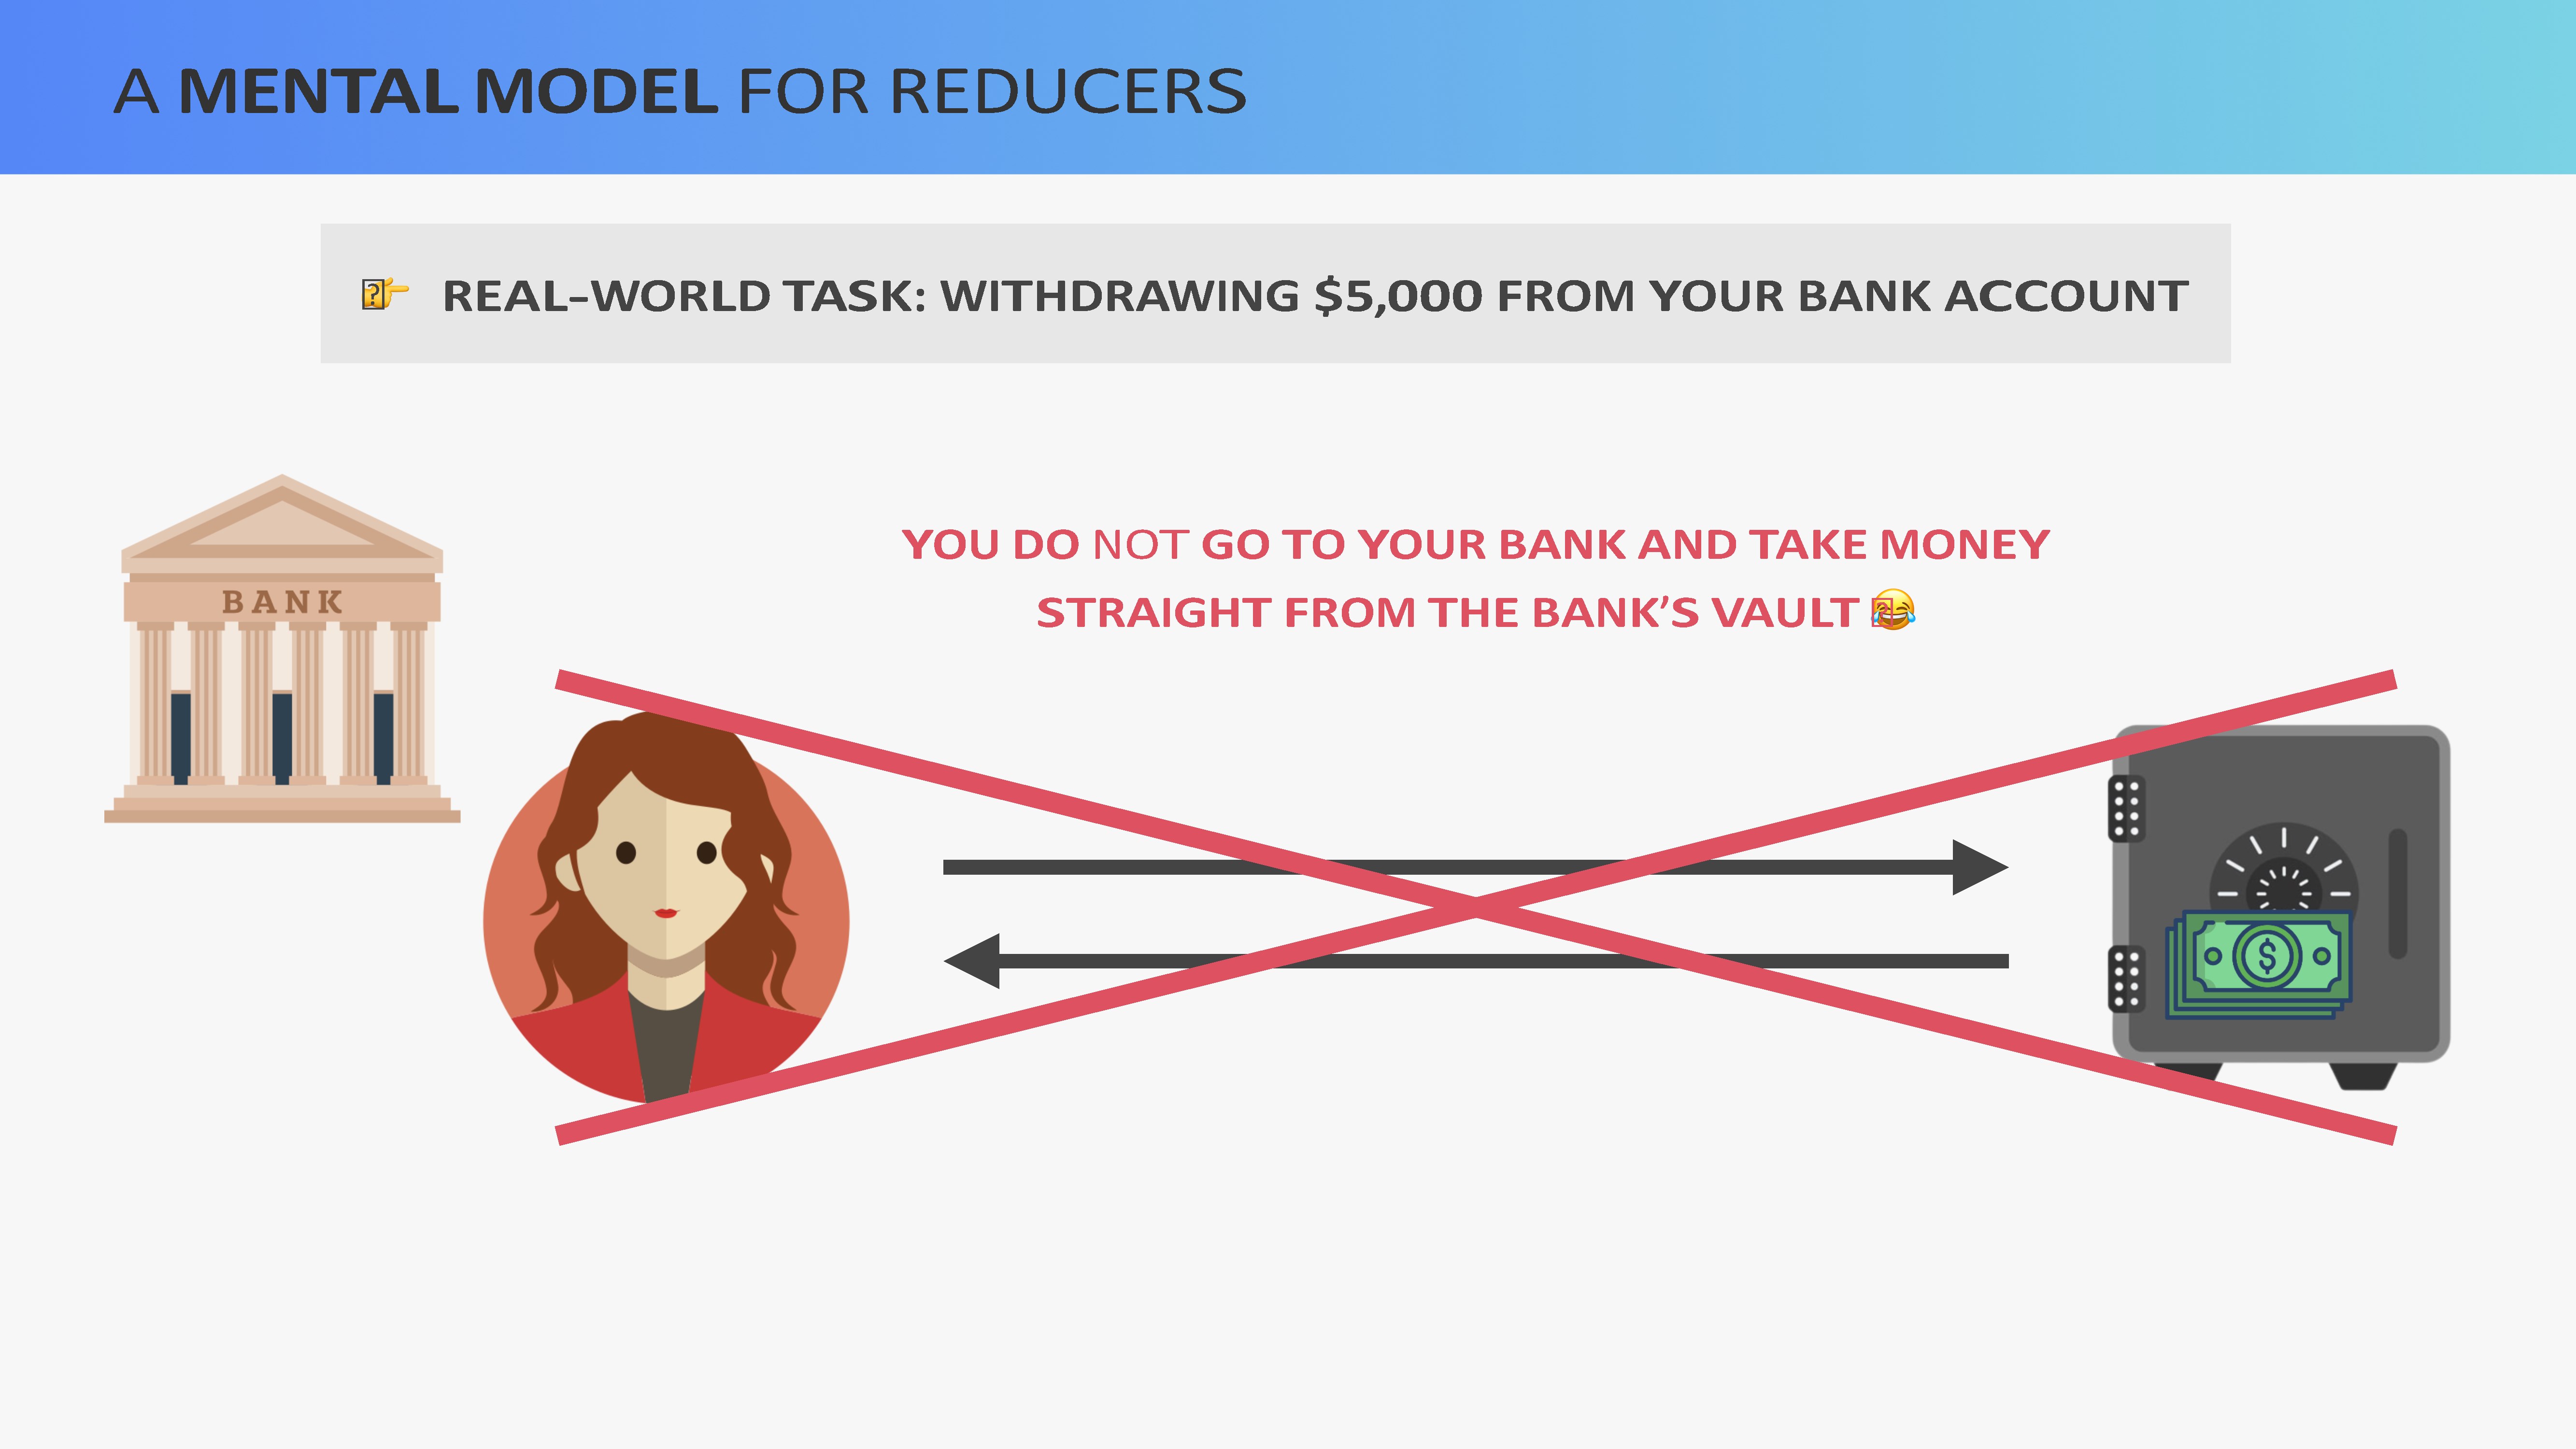 A MENTAL MODEL FOR REDUCERS
👉 REAL-WORLD TASK: WITHDRAWING $5,000 FROM YOUR BANK ACCOUNT
YOU DO NOT GO TO YOUR BANK AND TAKE MONEY
STRAIGHT FROM THE BANK’S VAULT 😂
BANK
$